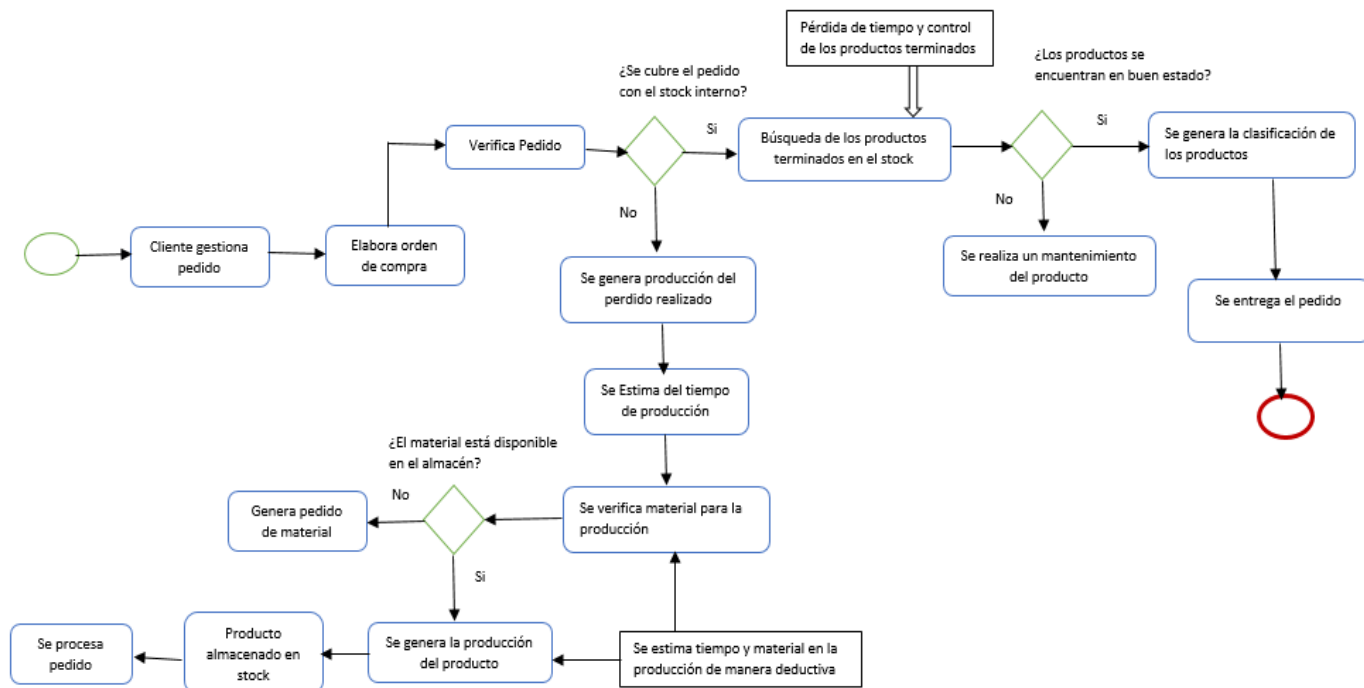 Pérdida de tiempo y control
de los productos terminados
¿Los productos se
encuentran en buen estado?
¿Se cubre el pedido
con el stock interno?
Verifica Pedido
Si
Búsqueda de los productos
terminados en el stock
Si
Se genera la clasificación de
los productos
No
No
Cliente gestiona
pedido
Elabora orden
de compra
Se realiza un mantenimiento
del producto
Se genera producción del
perdido realizado
Se entrega el pedido
Se Estima del tiempo
de producción
¿El material está disponible
en el almacén?
No
Genera pedido
de material
Se verifica material para la
producción
Si
Se procesa
pedido
Producto
almacenado en
stock
Se genera la producción
del producto
Se estima tiempo y material en la
producción de manera deductiva